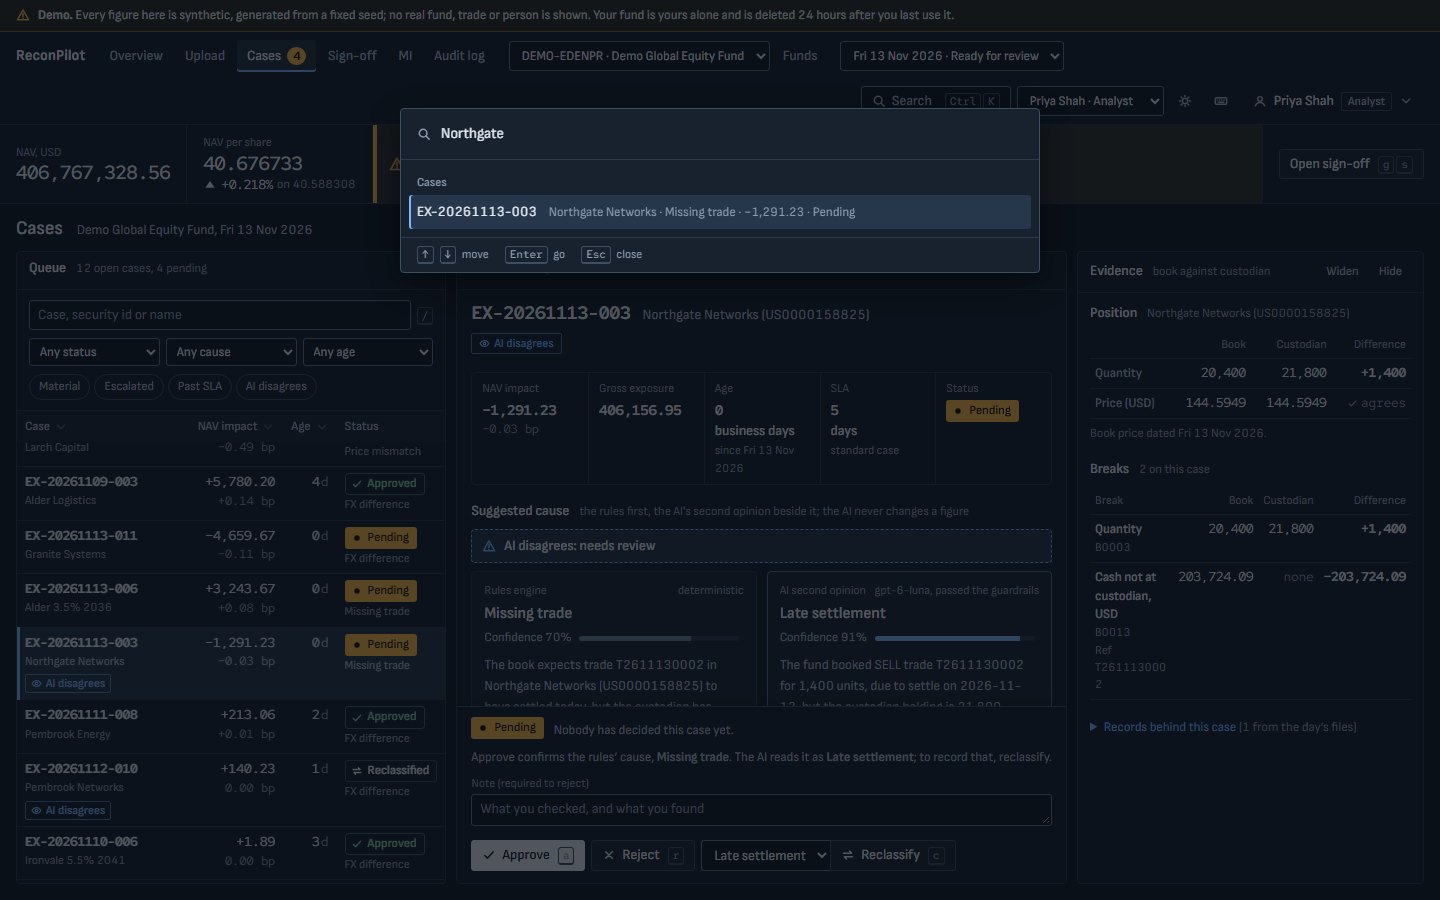 Demo. Every figure here is synthetic, generated from a fixed seed; no real fund, trade or person is shown. Your fund is yours alone and is deleted 24 hours after you last use it.
ReconPilot Overview Upload Cases 4 Sign-off MI Audit log DEMO-EDENPR · Demo Global Equity Fund Funds Fri 13 Nov 2026 · Ready for review
Search Ctrl K Priya Shah · Analyst Priya Shah Analyst
NAV, USD
406,767,328.56
NAV per share
40.676733
▲ +0.218% on 40.588308
Open sign-off g s
Northgate
Cases
EX-20261113-003 Northgate Networks · Missing trade · −1,291.23 · Pending
↑ ↓ move Enter go Esc close
Cases Demo Global Equity Fund, Fri 13 Nov 2026
Queue 12 open cases, 4 pending
Case, security id or name /
Any status Any cause Any age
Material Escalated Past SLA AI disagrees
Case NAV impact Age Status
Larch Capital −0.49 bp Price mismatch
EX-20261109-003 +5,780.20 4d Approved
Alder Logistics +0.14 bp FX difference
EX-20261113-011 −4,659.67 0d Pending
Granite Systems −0.11 bp FX difference
EX-20261113-006 +3,243.67 0d Pending
Alder 3.5% 2036 +0.08 bp Missing trade
EX-20261113-003 −1,291.23 0d Pending
Northgate Networks −0.03 bp Missing trade
AI disagrees
EX-20261111-008 +213.06 2d Approved
Pembrook Energy +0.01 bp FX difference
EX-20261112-010 +140.23 1d Reclassified
Pembrook Networks 0.00 bp FX difference
AI disagrees
EX-20261110-006 +1.89 3d Approved
Ironvale 5.5% 2041 0.00 bp FX difference
EX-20261113-003 Northgate Networks (US0000158825)
AI disagrees
NAV impact
−1,291.23
−0.03 bp
Gross exposure
406,156.95
Age
0
business days
since Fri 13 Nov
2026
SLA
5
days
standard case
Status
Pending
Suggested cause the rules first, the AI's second opinion beside it; the AI never changes a figure
AI disagrees: needs review
Rules engine deterministic
Missing trade
Confidence 70%
The book expects trade T2611130002 in
Northgate Networks (US0000158825) to
have settled today, but the custodian has
AI second opinion gpt-6-luna, passed the guardrails
Late settlement
Confidence 91%
The fund booked SELL trade T2611130002
for 1,400 units, due to settle on 2026-11-
13, but the custodian holding is 21,800
Pending Nobody has decided this case yet.
Approve confirms the rules' cause, Missing trade. The AI reads it as Late settlement; to record that, reclassify.
Note (required to reject)
What you checked, and what you found
Approve a Reject r Late settlement Reclassify c
Evidence book against custodian Widen Hide
Position Northgate Networks (US0000158825)
Book Custodian Difference
Quantity 20,400 21,800 +1,400
Price (USD) 144.5949 144.5949 agrees
Book price dated Fri 13 Nov 2026.
Breaks 2 on this case
Break Book Custodian Difference
Quantity 20,400 21,800 +1,400
B0003
Cash not at 203,724.09 none −203,724.09
custodian,
USD
B0013
Ref
T261113000
2
Records behind this case (1 from the day's files)